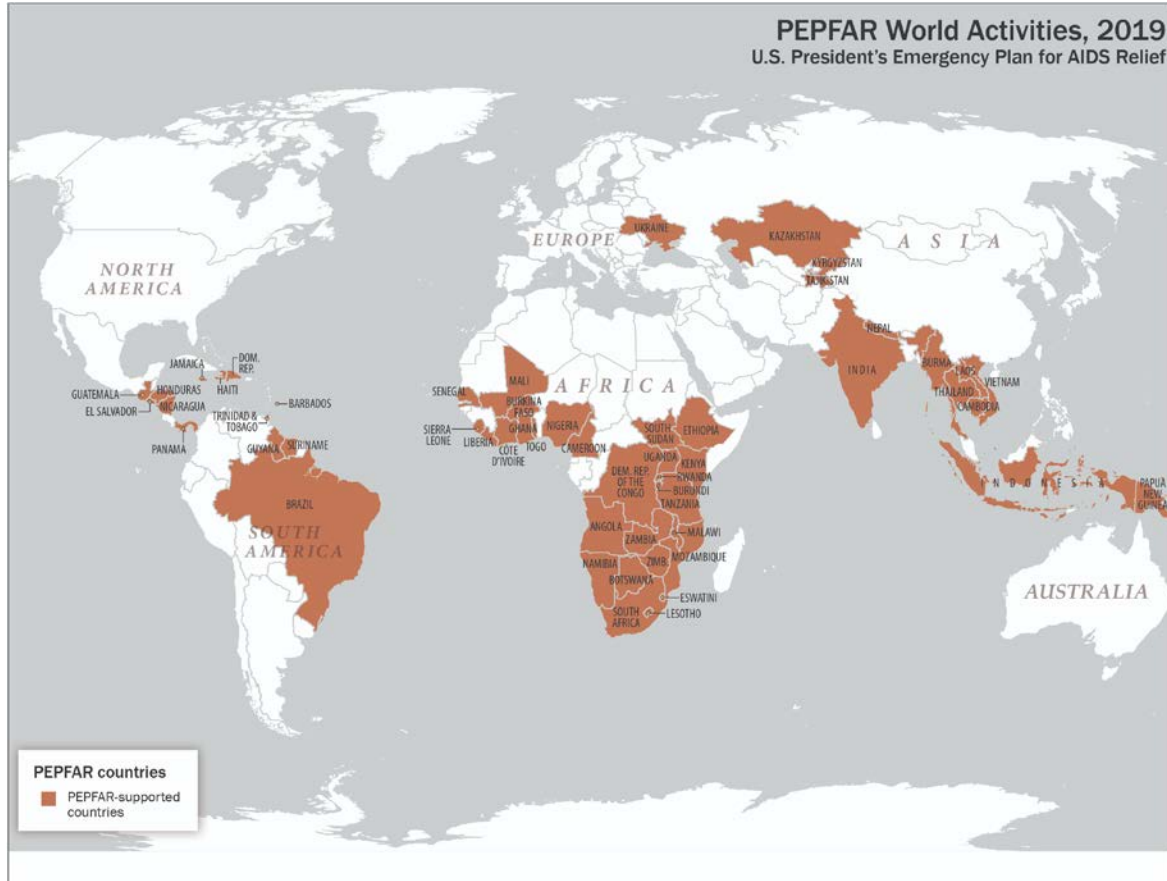 PEPFAR World Activities, 2019
U.S. President's Emergency Plan for AIDS Relief
NORTH
AMERICA
EUROPE
ASIA
UKRAINE
KAZAKHSTAN
KYRGYZSTAN
TAJIKISTAN
JAMAICA
DOM.
REP.
HAITI
GUATEMALA
HONDURAS
EL SALVADOR
NICARAGUA
BARBADOS
TRINIDAD &
TOBAGO
PANAMA
GUYANA
SURINAME
BRAZIL
SOUTH
AMERICA
AFRICA
SENEGAL
MALI
BURKINA
FASO
SIERRA
LEONE
LIBERIA
CÔTE
D'IVOIRE
GHANA
TOGO
NIGERIA
CAMEROON
SOUTH
SUDAN
ETHIOPIA
UGANDA
KENYA
DEM. REP.
OF THE
CONGO
RWANDA
BURUNDI
TANZANIA
ANGOLA
ZAMBIA
MALAWI
MOZAMBIQUE
NAMIBIA
ZIMB.
BOTSWANA
ESWATINI
SOUTH
AFRICA
LESOTHO
NEPAL
INDIA
BURMA
LAOS
THAILAND
VIETNAM
CAMBODIA
INDONESIA
PAPUA
NEW
GUINEA
AUSTRALIA
PEPFAR countries
PEPFAR-supported
countries